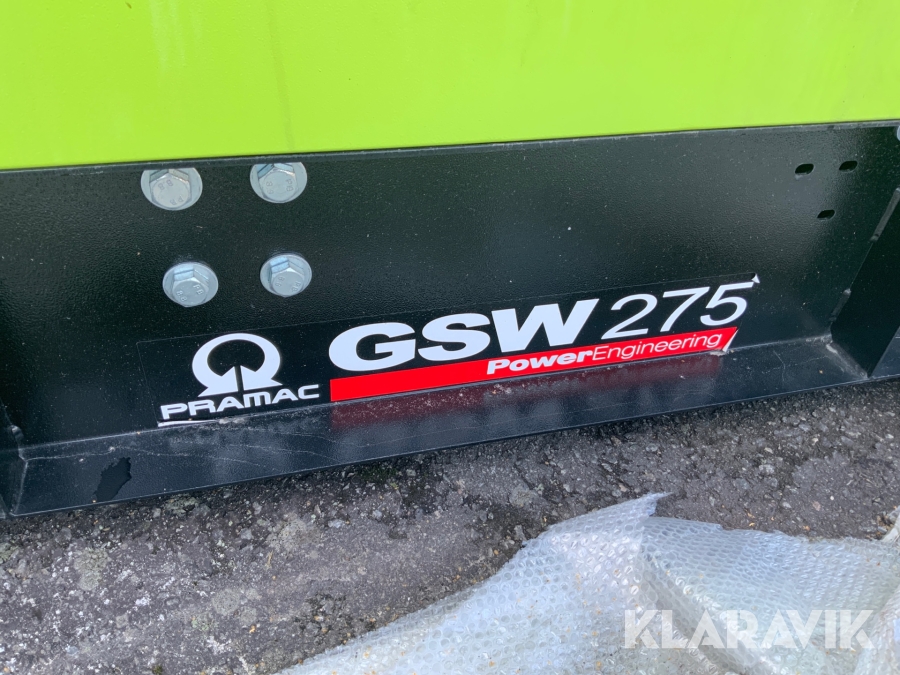 GSW 275
PowerEngineering
PRAMAC
KLARAVIK